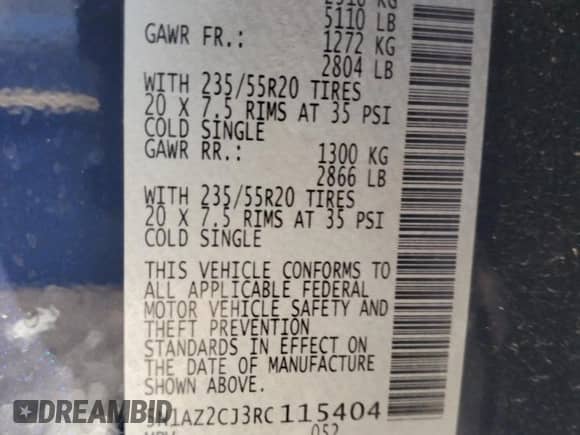 5110 LB
GAWR FR.: 1272 KG
2804 LB
WITH 235/55R20 TIRES
20 X 7.5 RIMS AT 35 PSI
COLD SINGLE
GAWR RR.: 1300 KG
2866 LB
WITH 235/55R20 TIRES
20 X 7.5 RIMS AT 35 PSI
COLD SINGLE
THIS VEHICLE CONFORMS TO
ALL APPLICABLE FEDERAL
MOTOR VEHICLE SAFETY AND
THEFT PREVENTION
STANDARDS IN EFFECT ON
THE DATE OF MANUFACTURE
SHOWN ABOVE.
5N1AZ2CJ3RC115404
DREAMBID